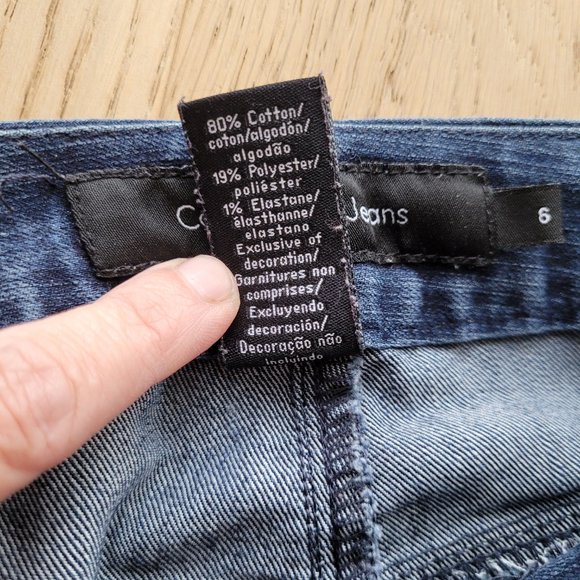 80% Cotton/
coton/algodón/
algodão
19% Polyester/
poliéster
1% Elastane/
élasthanne/
elastano
Exclusive of
decoration/
Garnitures non
comprises/
Excluyendo
decoración/
Decoração não
incluindo
Jeans
6